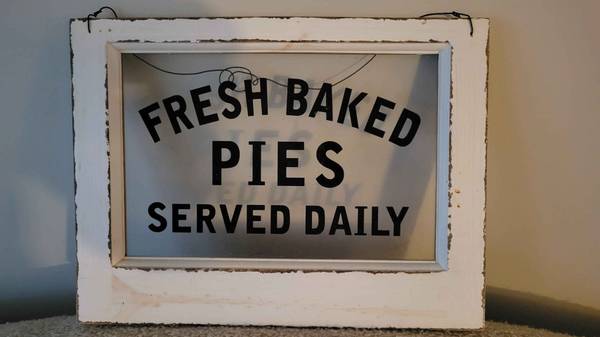 FRESH BAKED
PIES
SERVED DAILY